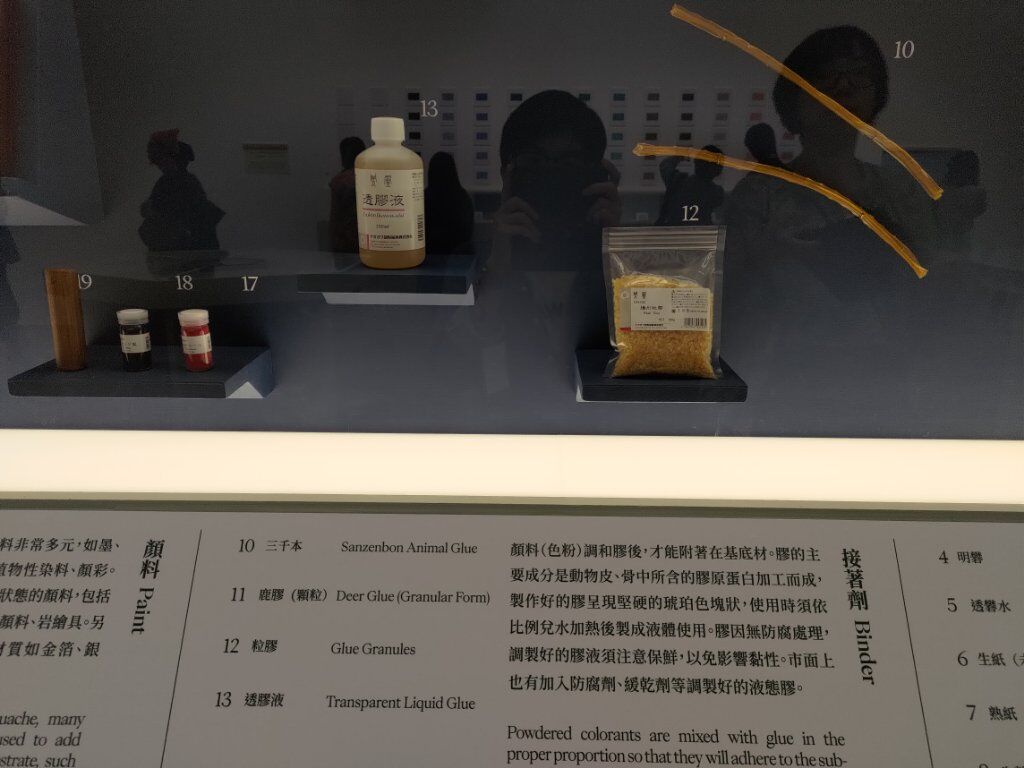 10
13
12
19
18
17
透膠液
料非常多元，如墨、
植物性染料、顏彩。
狀態的顏料，包括
顏料、岩繪具。另
材質如金箔、銀
顏料 Paint
uache, many
used to add
strate, such
10 三千本 Sanzenbon Animal Glue
11 鹿膠（顆粒） Deer Glue (Granular Form)
12 粒膠 Glue Granules
13 透膠液 Transparent Liquid Glue
顏料（色粉）調和膠後，才能附著在基底材。膠的主
要成分是動物皮、骨中所含的膠原蛋白加工而成，
製作好的膠呈現堅硬的琥珀色塊狀，使用時須依
比例兌水加熱後製成液體使用。膠因無防腐處理，
調製好的膠液須注意保鮮，以免影響黏性。市面上
也有加入防腐劑、緩乾劑等調製好的液態膠。
Powdered colorants are mixed with glue in the
proper proportion so that they will adhere to the sub-
接著劑 Binder
4 明礬
5 透礬水
6 生紙
7 熟紙